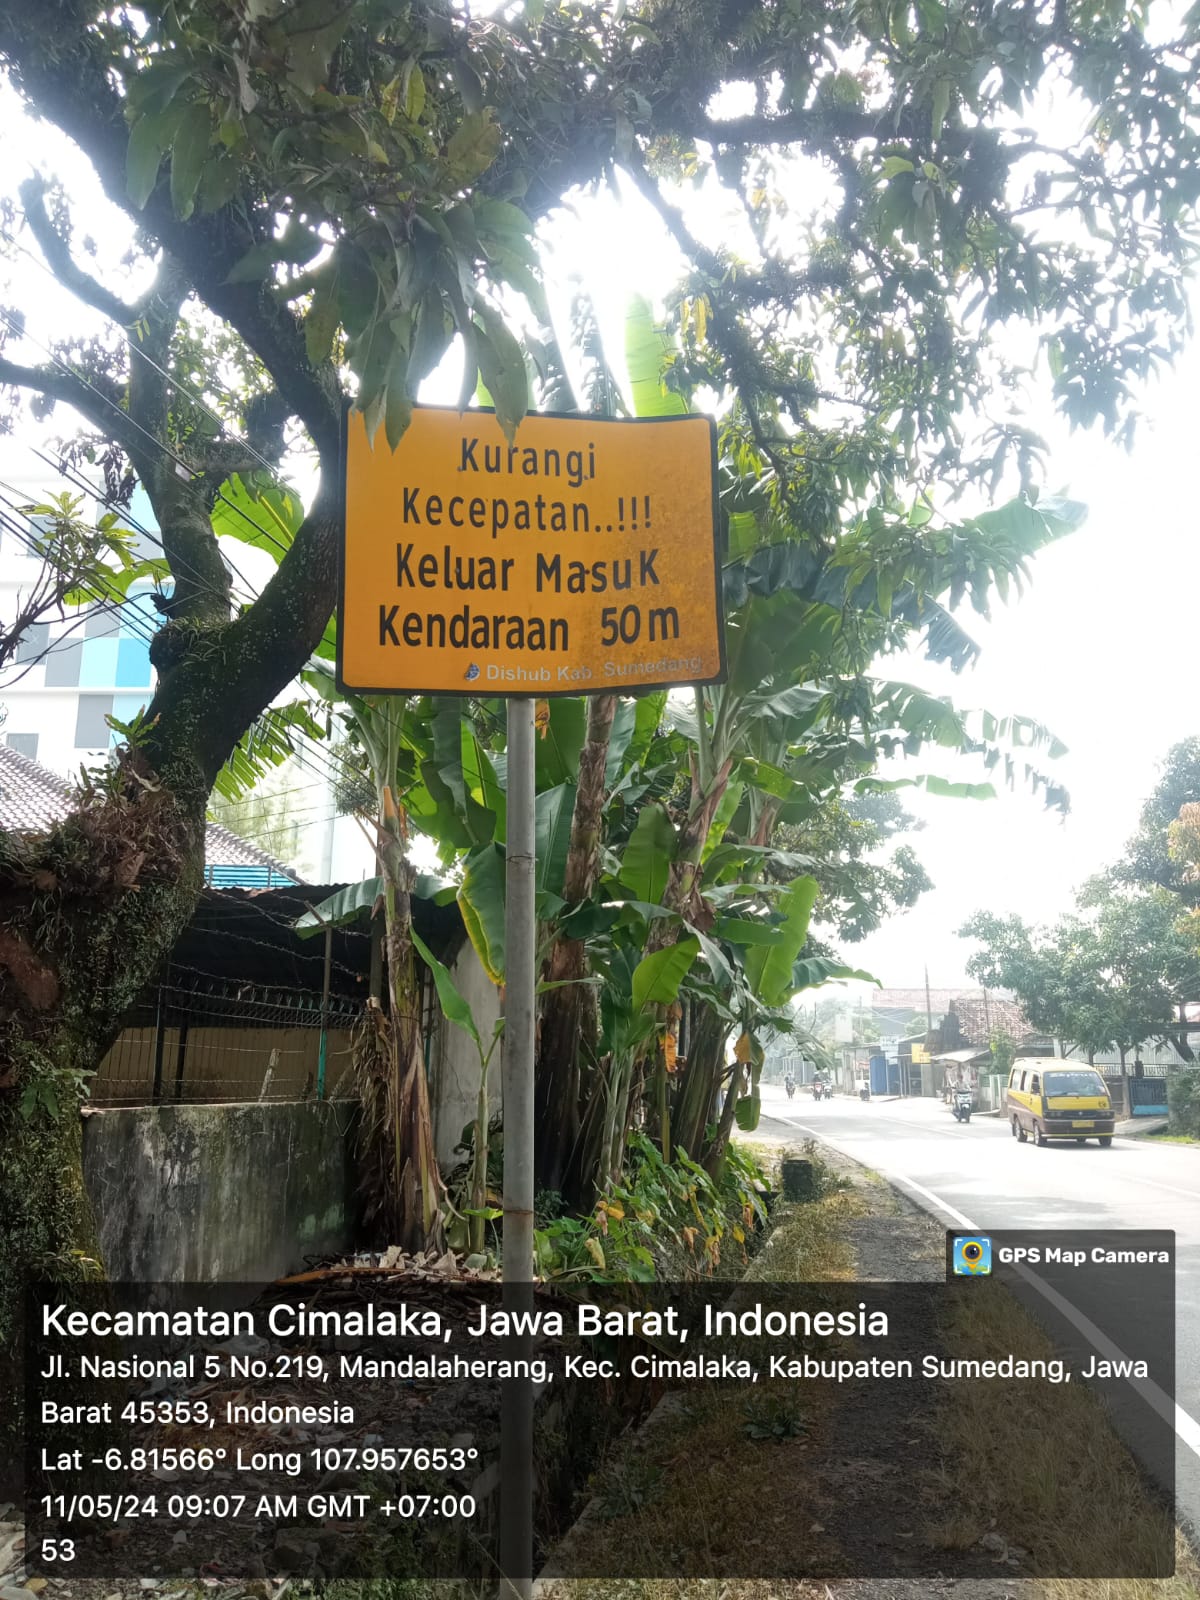 Kurangi
Kecepatan..!!!
Keluar Masuk
Kendaraan 50m
Dishub Kab. Sumedang
GPS Map Camera
Kecamatan Cimalaka, Jawa Barat, Indonesia
Jl. Nasional 5 No.219, Mandalaherang, Kec. Cimalaka, Kabupaten Sumedang, Jawa
Barat 45353, Indonesia
Lat -6.81566° Long 107.957653°
11/05/24 09:07 AM GMT +07:00
53